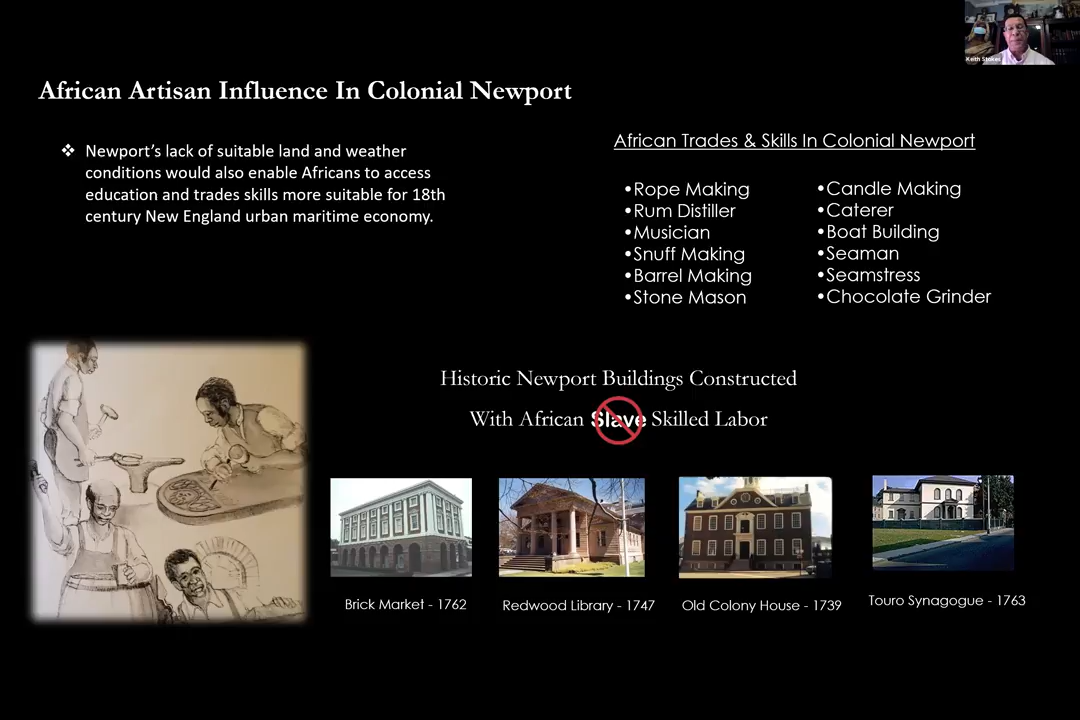 Keith Stokes
African Artisan Influence In Colonial Newport
❖ Newport’s lack of suitable land and weather
conditions would also enable Africans to access
education and trades skills more suitable for 18th
century New England urban maritime economy.
African Trades & Skills In Colonial Newport
•Rope Making
•Rum Distiller
•Musician
•Snuff Making
•Barrel Making
•Stone Mason
•Candle Making
•Caterer
•Boat Building
•Seaman
•Seamstress
•Chocolate Grinder
Historic Newport Buildings Constructed
With African Slave Skilled Labor
Brick Market - 1762
Redwood Library - 1747
Old Colony House - 1739
Touro Synagogue - 1763